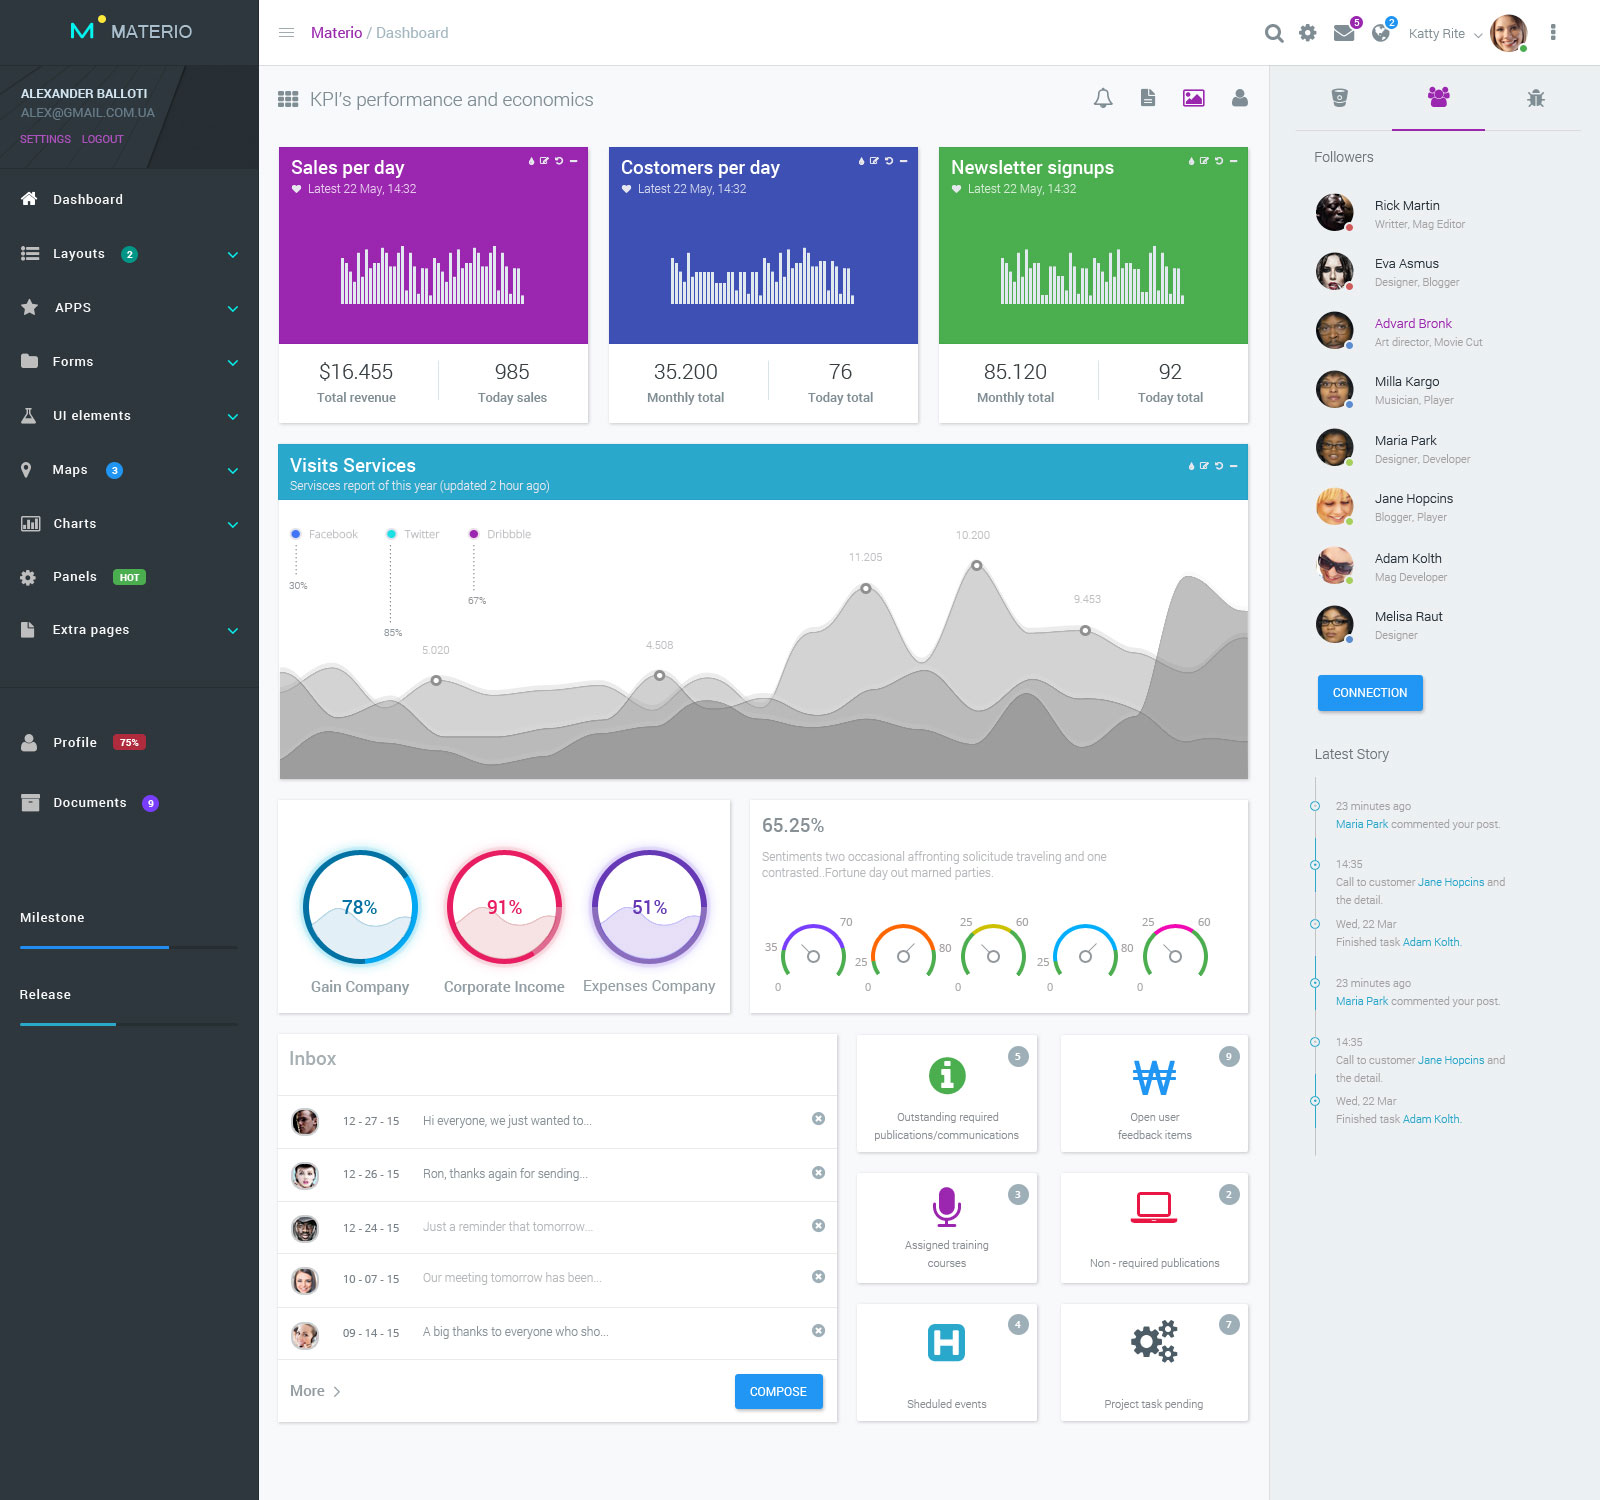 MATERIO
ALEXANDER BALLOTI
ALEX@GMAIL.COM.UA
SETTINGS LOGOUT
Dashboard
Layouts 2
APPS
Forms
UI elements
Maps 3
Charts
Panels HOT
Extra pages
Profile 75%
Documents 9
Milestone
Release
Materio / Dashboard
5
2
Katty Rite
KPI's performance and economics
Sales per day
Latest 22 May, 14:32
$16.455
Total revenue
985
Today sales
Costomers per day
Latest 22 May, 14:32
35.200
Monthly total
76
Today total
Newsletter signups
Latest 22 May, 14:32
85.120
Monthly total
92
Today total
Visits Services
Servisces report of this year (updated 2 hour ago)
Facebook Twitter Dribbble
30%
85%
67%
5.020
4.508
11.205
10.200
9.453
78%
Gain Company
91%
Corporate Income
51%
Expenses Company
65.25%
Sentiments two occasional affronting solicitude traveling and one
contrasted..Fortune day out marned parties.
35 70 0
25 80 0
25 60 0
25 80 0
25 60 0
Inbox
12 - 27 - 15 Hi everyone, we just wanted to...
12 - 26 - 15 Ron, thanks again for sending...
12 - 24 - 15 Just a reminder that tomorrow...
10 - 07 - 15 Our meeting tomorrow has been...
09 - 14 - 15 A big thanks to everyone who sho...
More
COMPOSE
5
Outstanding required
publications/communications
9
Open user
feedback items
3
Assigned training
courses
2
Non - required publications
4
H
Sheduled events
7
Project task pending
Followers
Rick Martin
Writter, Mag Editor
Eva Asmus
Designer, Blogger
Advard Bronk
Art director, Movie Cut
Milla Kargo
Musician, Player
Maria Park
Designer, Developer
Jane Hopcins
Blogger, Player
Adam Kolth
Mag Developer
Melisa Raut
Designer
CONNECTION
Latest Story
23 minutes ago
Maria Park commented your post.
14:35
Call to customer Jane Hopcins and
the detail.
Wed, 22 Mar
Finished task Adam Kolth.
23 minutes ago
Maria Park commented your post.
14:35
Call to customer Jane Hopcins and
the detail.
Wed, 22 Mar
Finished task Adam Kolth.